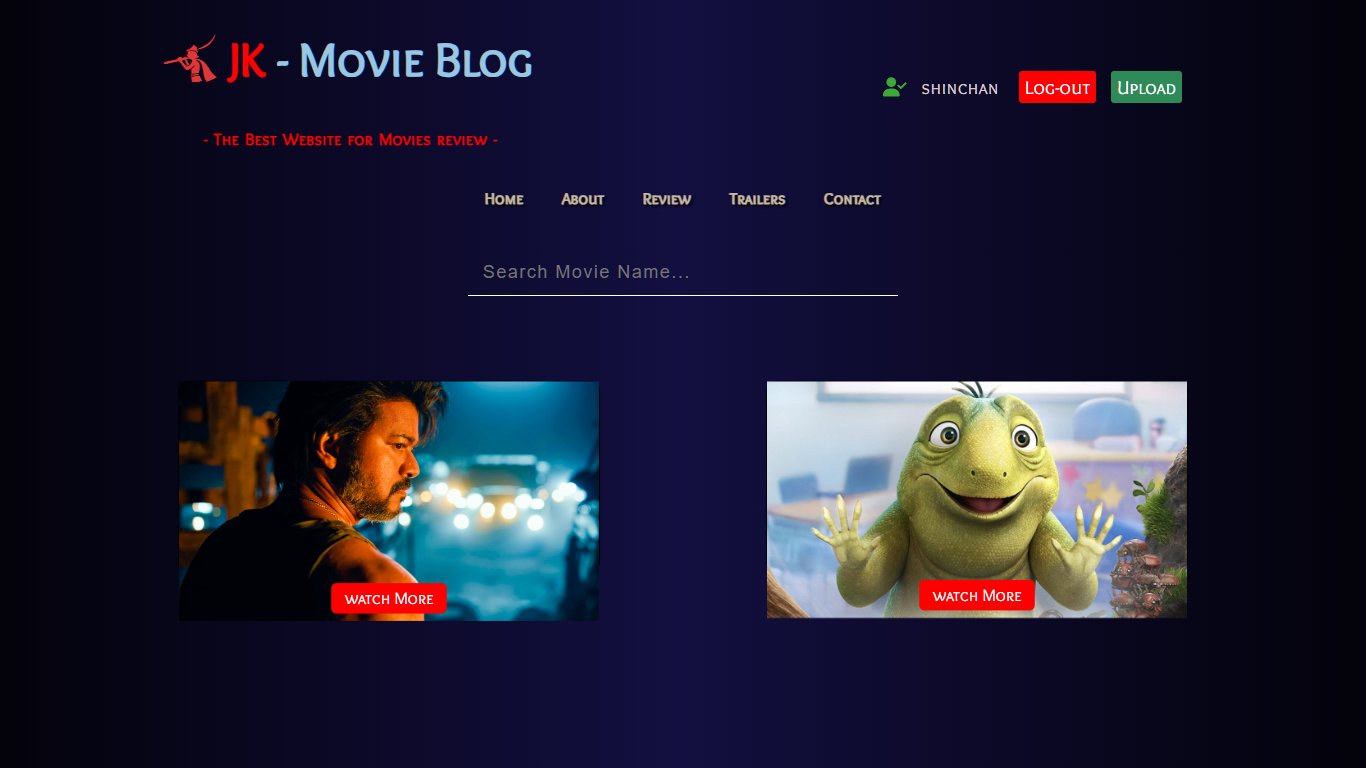 JK - Movie Blog
shinchan
Log-out
Upload
- The Best Website for Movies review -
Home
About
Review
Trailers
Contact
Search Movie Name...
watch More
watch More